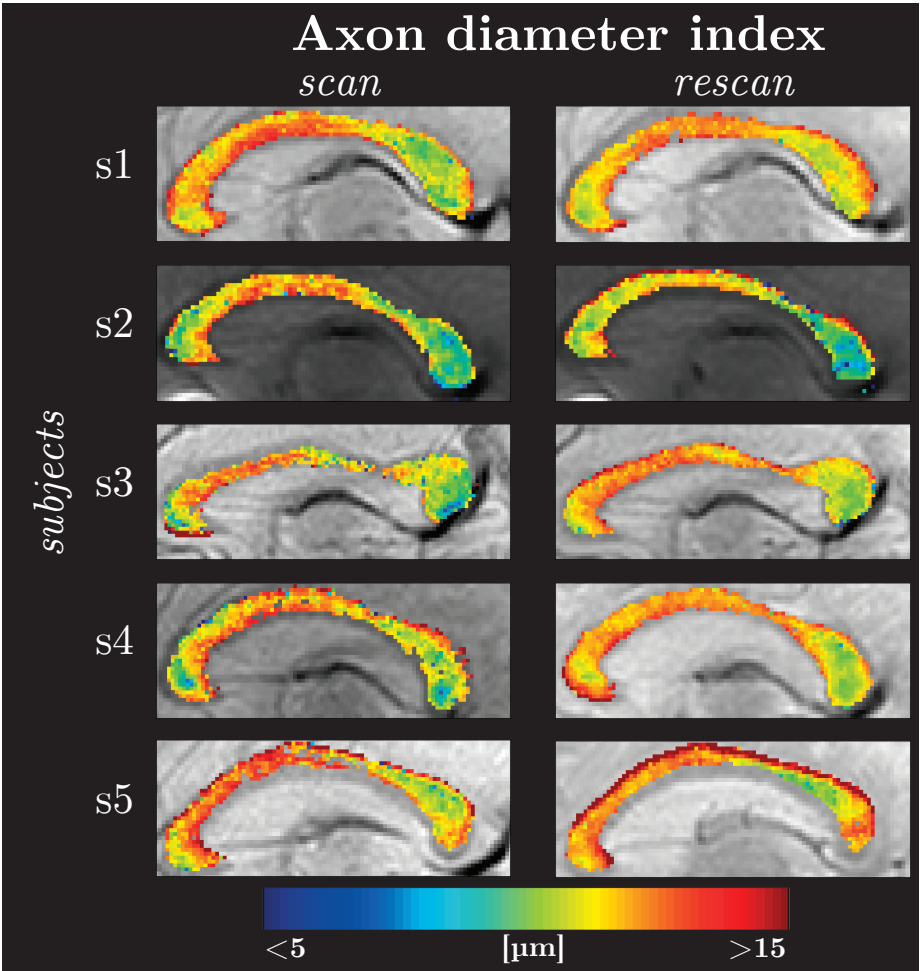 Axon diameter index
scan rescan
s1
s2
subjects
s3
s4
s5
<5 [µm] >15